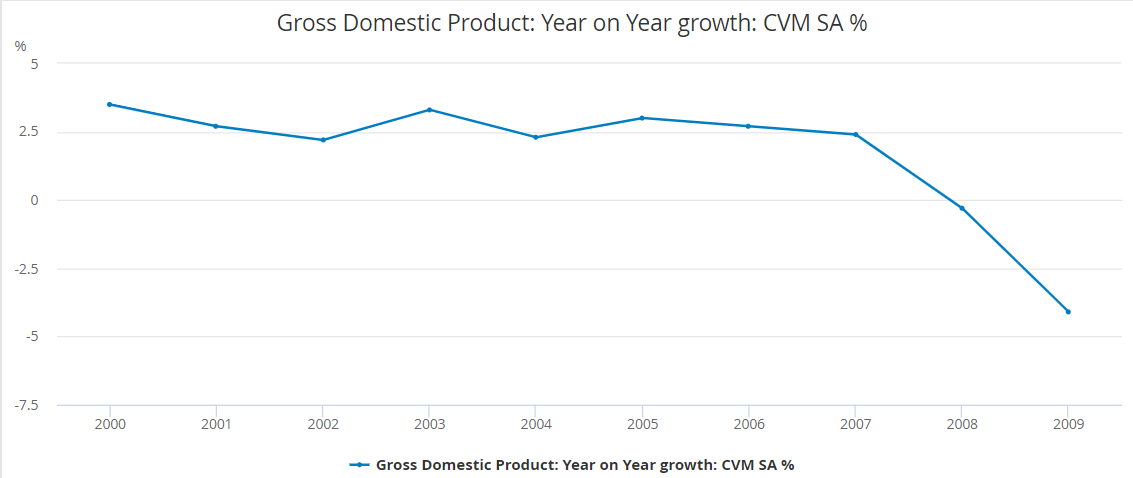 Gross Domestic Product: Year on Year growth: CVM SA %
%
5
2.5
0
-2.5
-5
-7.5
2000 2001 2002 2003 2004 2005 2006 2007 2008 2009
Gross Domestic Product: Year on Year growth: CVM SA %